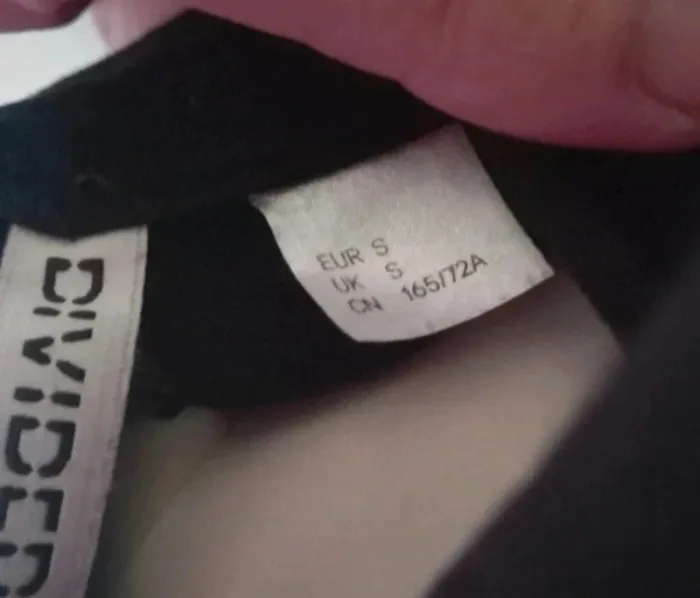 DIVIDED
EUR S
UK S
CN 165/72A